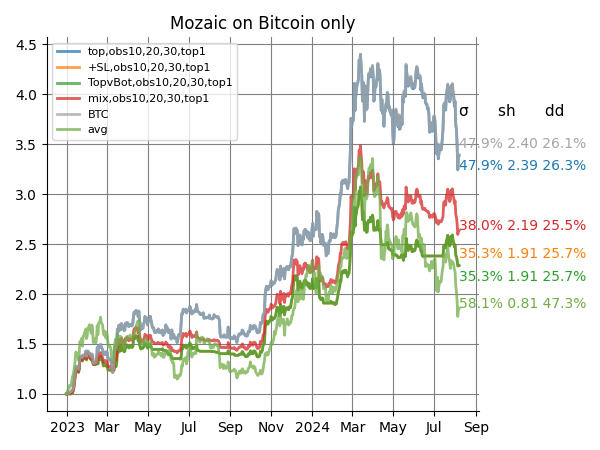 Mozaic on Bitcoin only
top,obs10,20,30,top1
+SL,obs10,20,30,top1
TopvBot,obs10,20,30,top1
mix,obs10,20,30,top1
BTC
avg
σ sh dd
47.9% 2.40 26.1%
47.9% 2.39 26.3%
38.0% 2.19 25.5%
35.3% 1.91 25.7%
35.3% 1.91 25.7%
58.1% 0.81 47.3%
4.5
4.0
3.5
3.0
2.5
2.0
1.5
1.0
2023 Mar May Jul Sep Nov 2024 Mar May Jul Sep